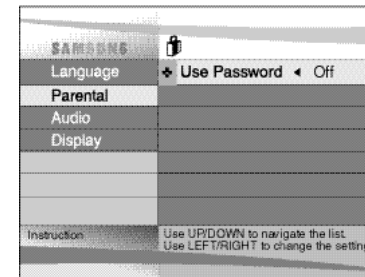 SAMSUNG
Language
Use Password ◄ Off
Parental
Audio
Display
Instruction
Use UP/DOWN to navigate the list.
Use LEFT/RIGHT to change the setting